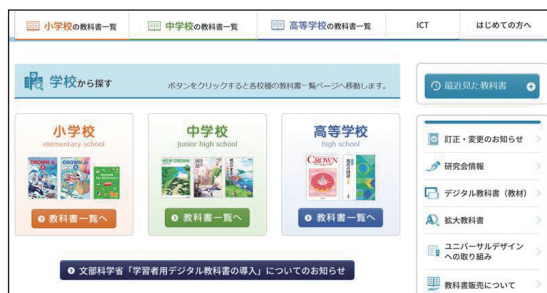 小学校の教科書一覧
中学校の教科書一覧
高等学校の教科書一覧
ICT
はじめての方へ
学校から探す
ボタンをクリックすると各校種の教科書一覧ページへ移動します。
最近見た教科書
小学校
elementary school
CROWN Jr.
CROWN Jr.
教科書一覧へ
中学校
junior high school
NEW CROWN
教科書一覧へ
高等学校
high school
CROWN
教科書一覧へ
文部科学省「学習者用デジタル教科書の導入」についてのお知らせ
訂正・変更のお知らせ
研究会情報
デジタル教科書（教材）
拡大教科書
ユニバーサルデザイン
への取り組み
教科書販売について